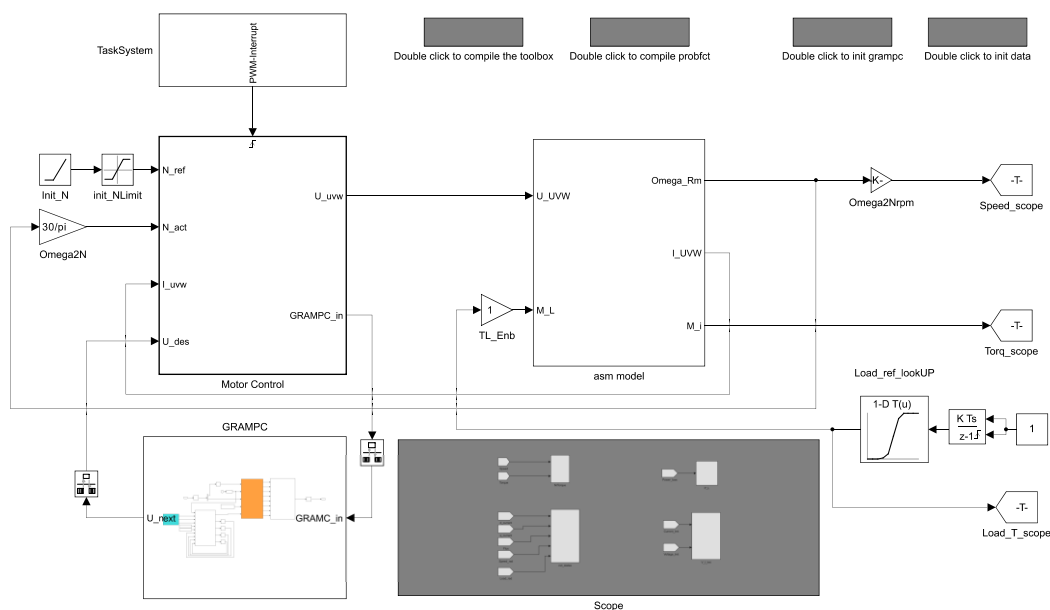 TaskSystem
PWM-Interrupt
Double click to compile the toolbox
Double click to compile probfct
Double click to init grampc
Double click to init data
Init_N
init_NLimit
N_ref
30/pi
Omega2N
N_act
I_uvw
U_des
U_uvw
GRAMPC_in
Motor Control
U_UVW
1
TL_Enb
M_L
Omega_Rm
I_UVW
M_i
asm model
K-
Omega2Nrpm
-T-
Speed_scope
-T-
Torq_scope
Load_ref_lookUP
1-D T(u)
K Ts
z-1
1
-T-
Load_T_scope
GRAMPC
U_next
GRAMC_in
Scope